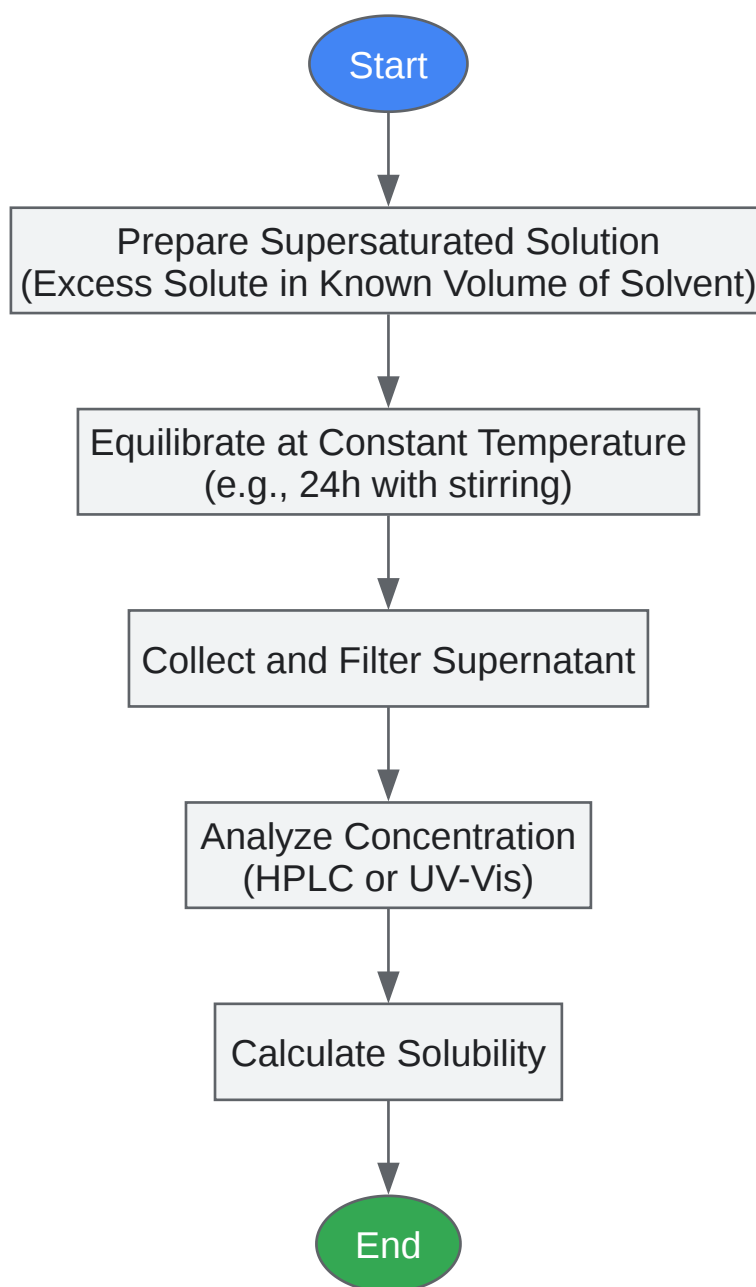 Start
Prepare Supersaturated Solution
(Excess Solute in Known Volume of Solvent)
Equilibrate at Constant Temperature
(e.g., 24h with stirring)
Collect and Filter Supernatant
Analyze Concentration
(HPLC or UV-Vis)
Calculate Solubility
End